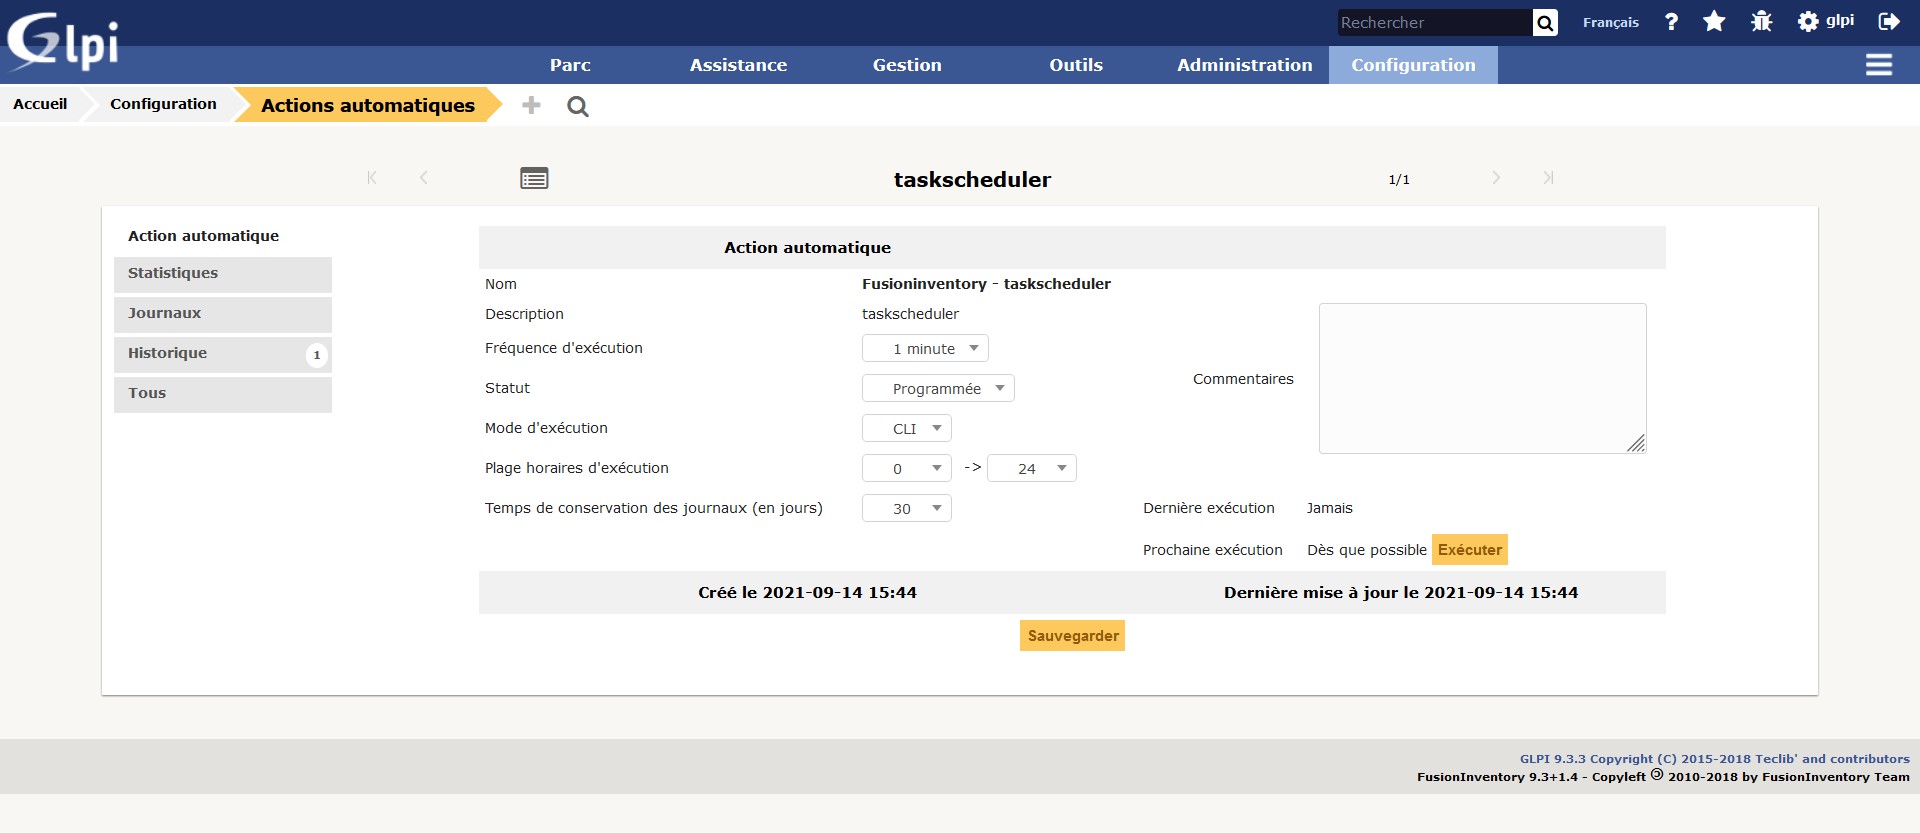 Glpi
Rechercher Français ? glpi
Parc Assistance Gestion Outils Administration Configuration
Accueil Configuration Actions automatiques
taskscheduler 1/1
Action automatique
Statistiques
Journaux
Historique 1
Tous
Action automatique
Nom Fusioninventory - taskscheduler
Description taskscheduler
Fréquence d'exécution 1 minute
Statut Programmée
Commentaires
Mode d'exécution CLI
Plage horaires d'exécution 0 -> 24
Temps de conservation des journaux (en jours) 30 Dernière exécution Jamais
Prochaine exécution Dès que possible Exécuter
Créé le 2021-09-14 15:44 Dernière mise à jour le 2021-09-14 15:44
Sauvegarder
GLPI 9.3.3 Copyright (C) 2015-2018 Teclib' and contributors
FusionInventory 9.3+1.4 - Copyleft 🄯 2010-2018 by FusionInventory Team